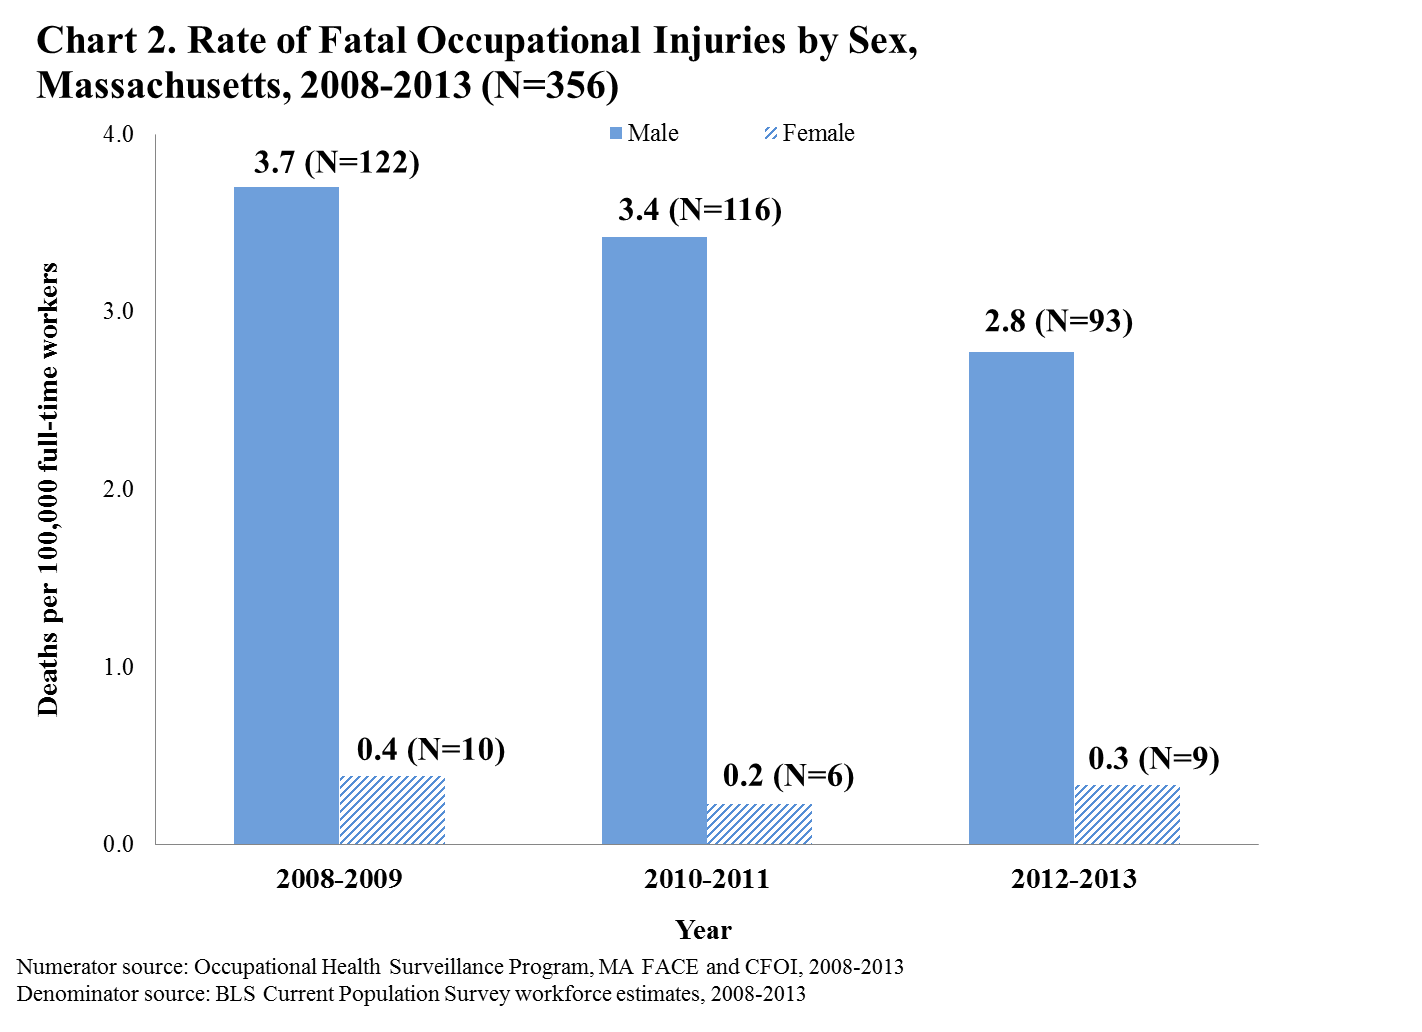 Chart 2. Rate of Fatal Occupational Injuries by Sex,
Massachusetts, 2008-2013 (N=356)
Male Female
4.0
3.0
2.0
1.0
0.0
Deaths per 100,000 full-time workers
3.7 (N=122)
0.4 (N=10)
3.4 (N=116)
0.2 (N=6)
2.8 (N=93)
0.3 (N=9)
2008-2009 2010-2011 2012-2013
Year
Numerator source: Occupational Health Surveillance Program, MA FACE and CFOI, 2008-2013
Denominator source: BLS Current Population Survey workforce estimates, 2008-2013